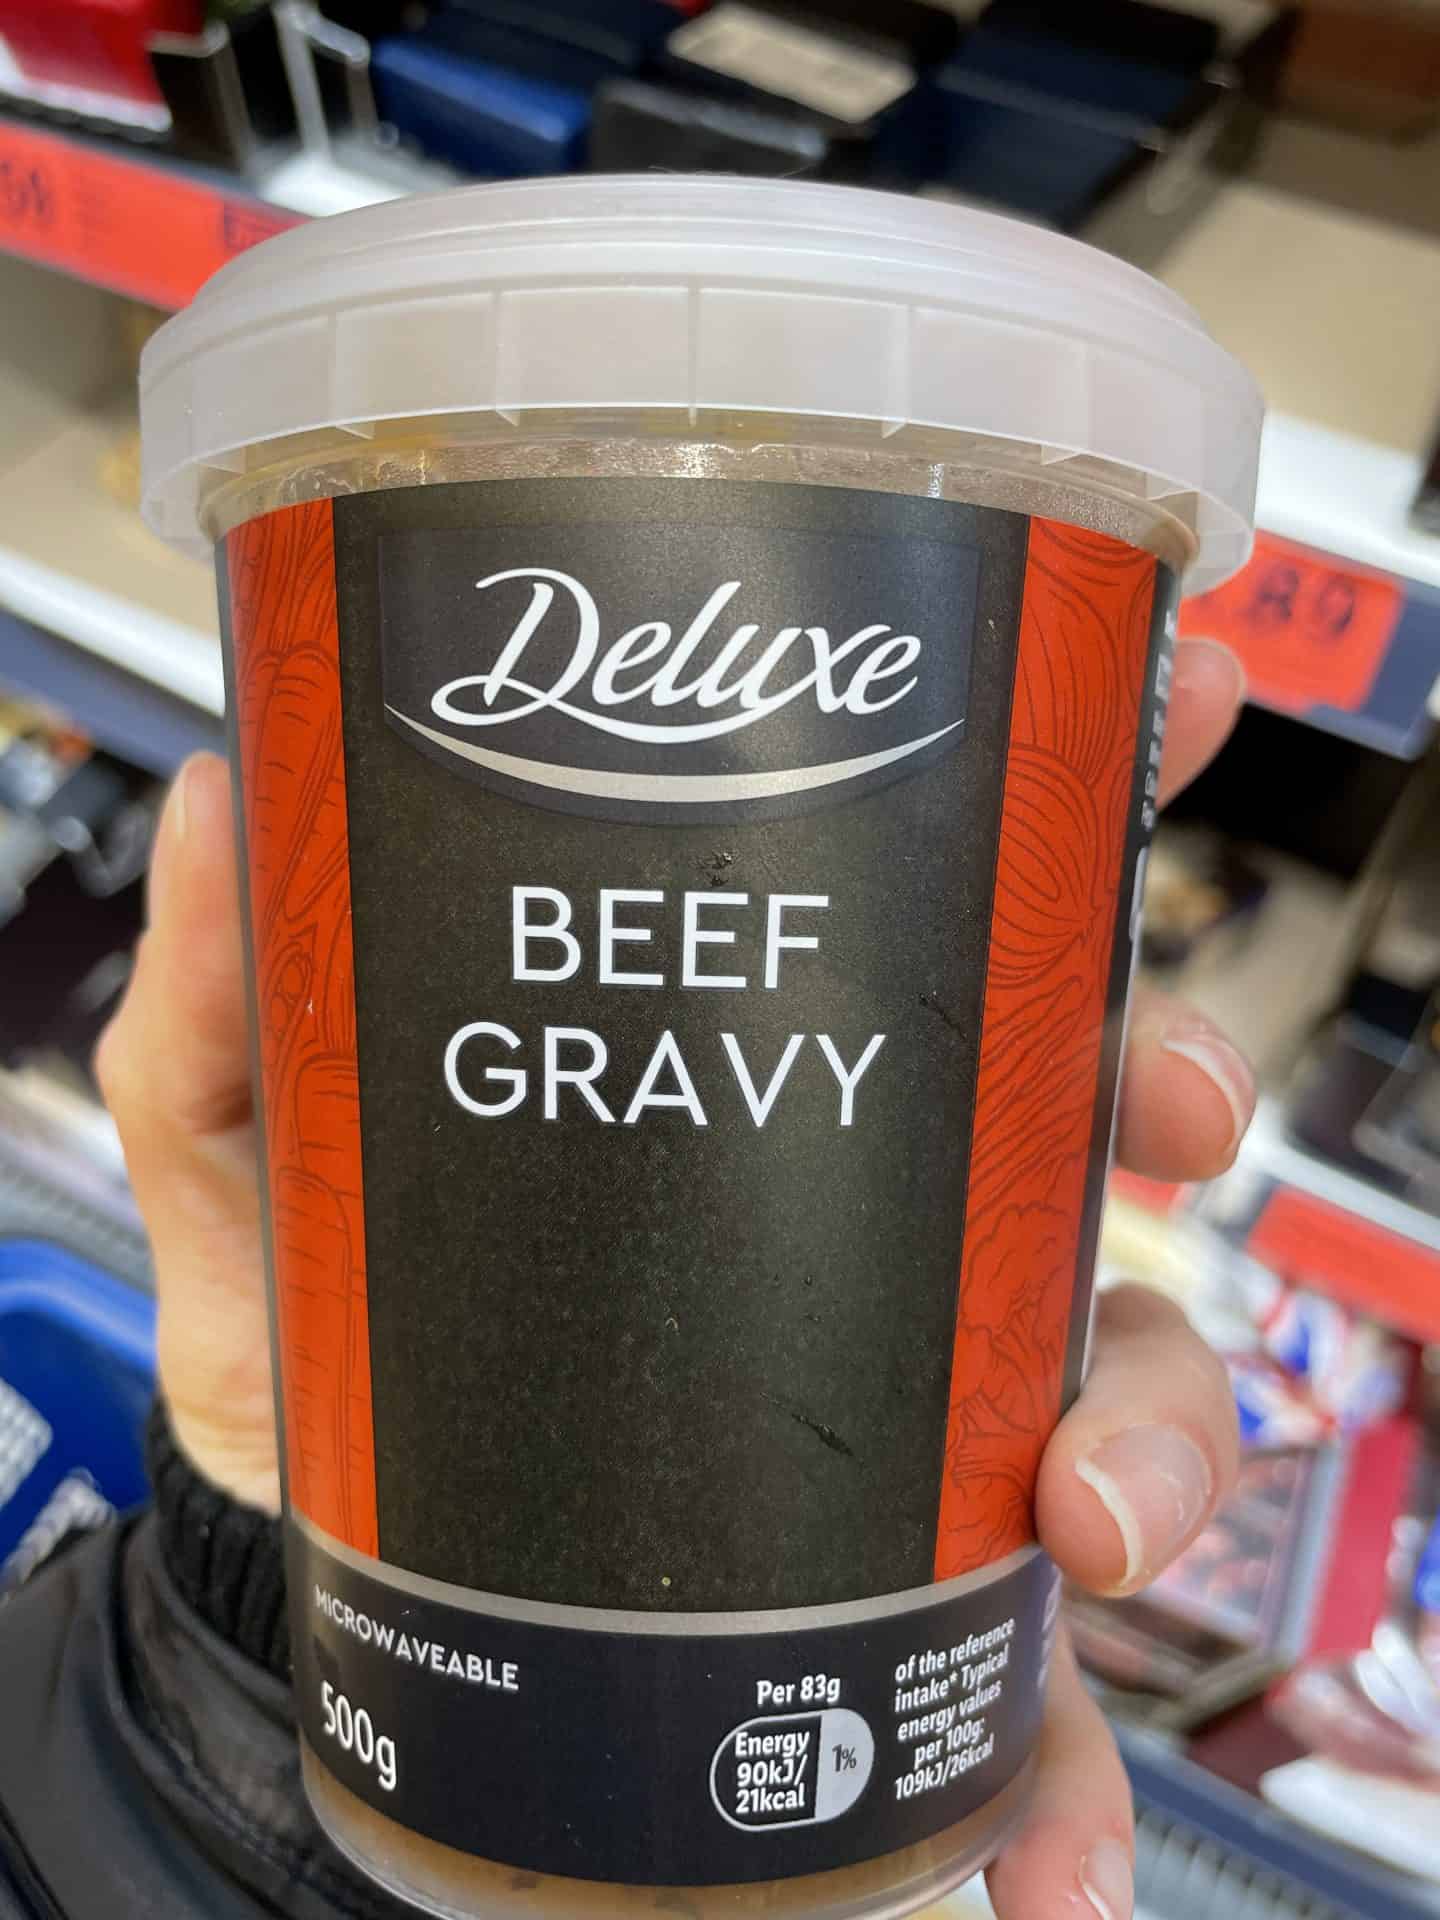 Deluxe
BEEF
GRAVY
MICROWAVEABLE
500g
Per 83g
Energy
90kJ/
21kcal
1%
of the reference
intake* Typical
energy values
per 100g:
109kJ/26kcal
89